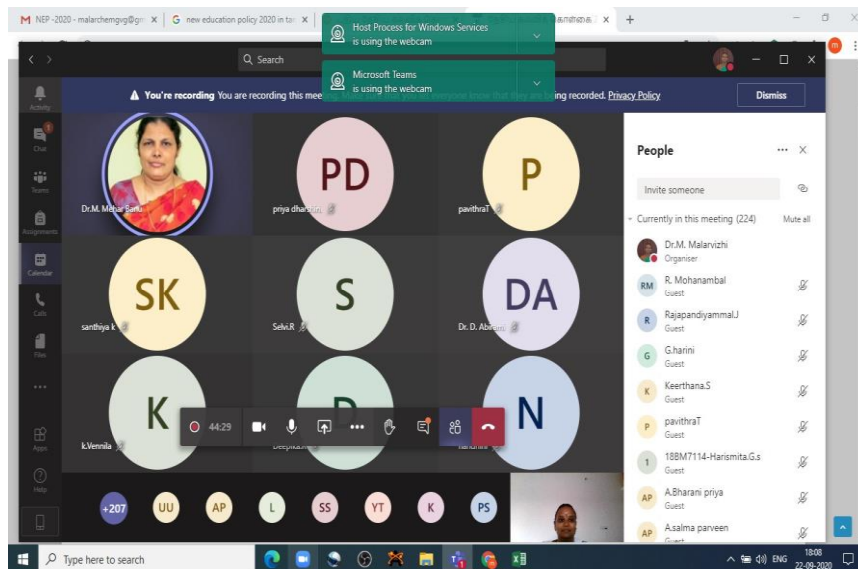 NEP -2020 - malarchemgvg@gm
new education policy 2020 in tam
Host Process for Windows Services
is using the webcam
Search
Microsoft Teams
is using the webcam
You're recording You are recording this mee
ing recorded. Privacy Policy
Dismiss
Activity
Chat
Teams
Assignments
Calendar
Calls
Files
Apps
Help
Dr.M. Mehar Banu
PD
priya dharshini
P
pavithraT
SK
santhiya k
S
Selvi.R
DA
Dr. D. Abirami
K
k.Vennila
D
N
44:29
+207
UU
AP
L
SS
YT
K
PS
People
Invite someone
Currently in this meeting (224)
Mute all
Dr.M. Malarvizhi
Organiser
RM
R. Mohanambal
Guest
R
Rajapandiyammal.J
Guest
G
G.harini
Guest
K
Keerthana.S
Guest
P
pavithraT
Guest
1
18BM7114-Harismita.G.s
Guest
AP
A.Bharani priya
Guest
AP
A.salma parveen
Guest
Type here to search
ENG
18:08
22-09-2020